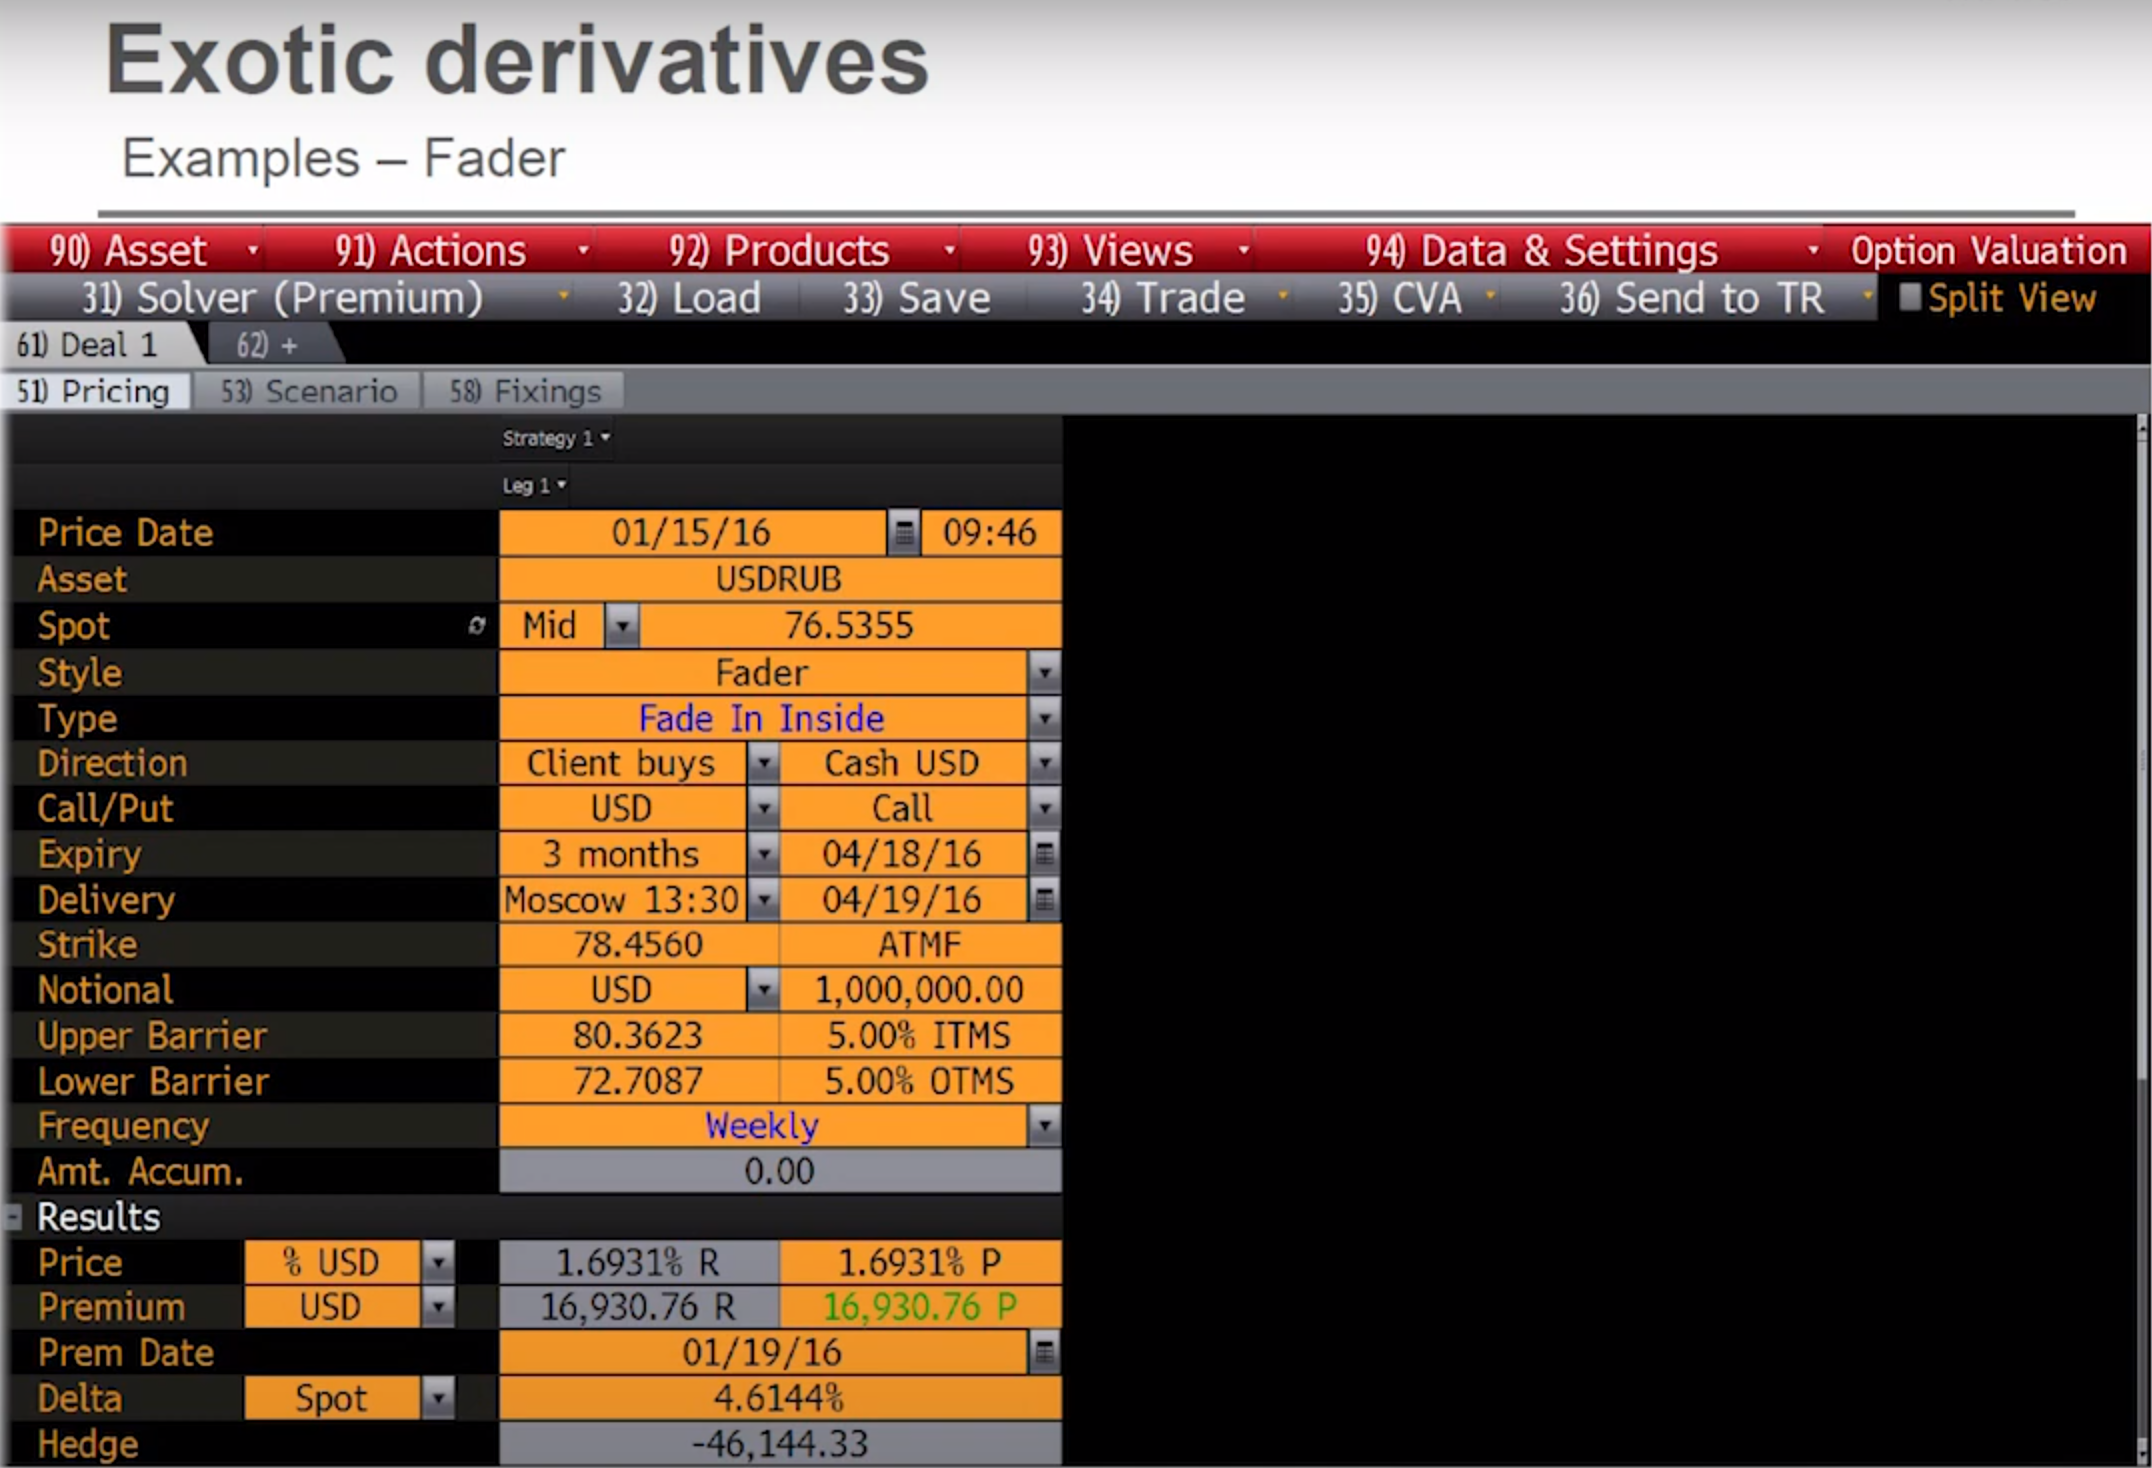 Exotic derivatives
Examples – Fader
90) Asset 91) Actions 92) Products 93) Views 94) Data & Settings Option Valuation
31) Solver (Premium) 32) Load 33) Save 34) Trade 35) CVA 36) Send to TR Split View
61) Deal 1 62) +
51) Pricing 53) Scenario 58) Fixings
Strategy 1
Leg 1
Price Date 01/15/16 09:46
Asset USDRUB
Spot Mid 76.5355
Style Fader
Type Fade In Inside
Direction Client buys Cash USD
Call/Put USD Call
Expiry 3 months 04/18/16
Delivery Moscow 13:30 04/19/16
Strike 78.4560 ATMF
Notional USD 1,000,000.00
Upper Barrier 80.3623 5.00% ITMS
Lower Barrier 72.7087 5.00% OTMS
Frequency Weekly
Amt. Accum. 0.00
- Results
Price % USD 1.6931% R 1.6931% P
Premium USD 16,930.76 R 16,930.76 P
Prem Date 01/19/16
Delta Spot 4.6144%
Hedge -46,144.33